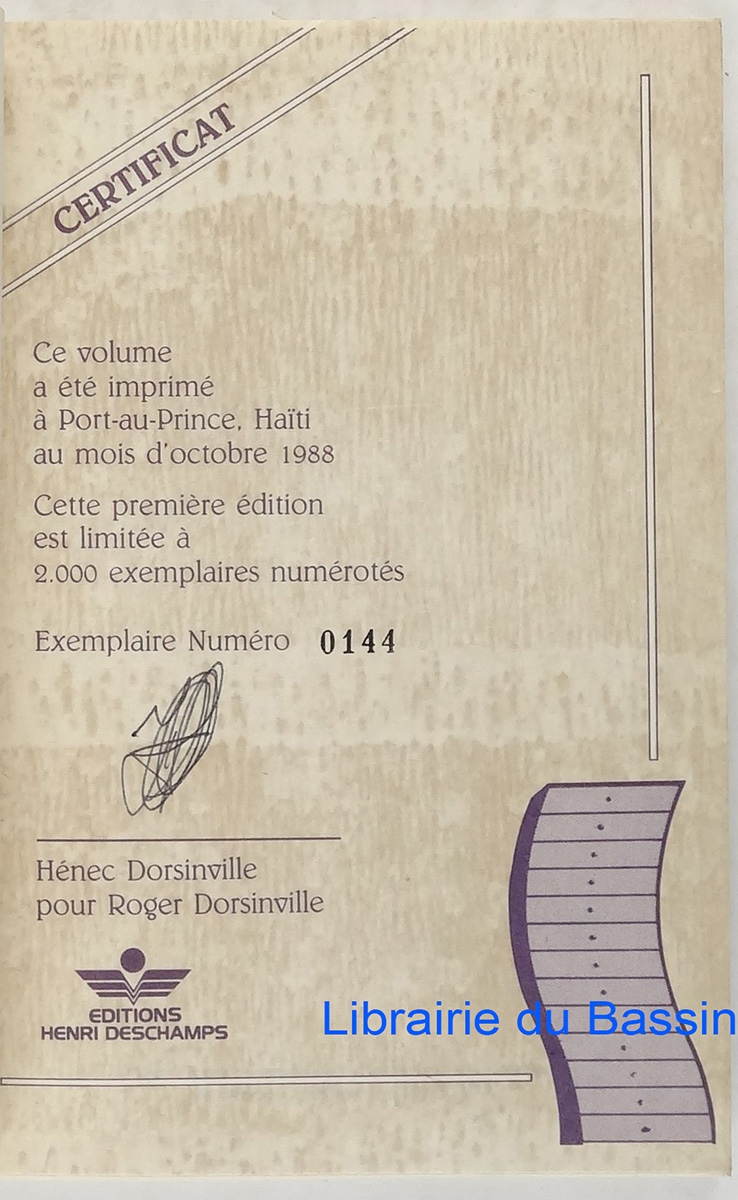 CERTIFICAT
Ce volume
a été imprimé
à Port-au-Prince, Haïti
au mois d'octobre 1988
Cette première édition
est limitée à
2.000 exemplaires numérotés
Exemplaire Numéro 0144
Hénec Dorsinville
pour Roger Dorsinville
EDITIONS
HENRI DESCHAMPS
Librairie du Bassin